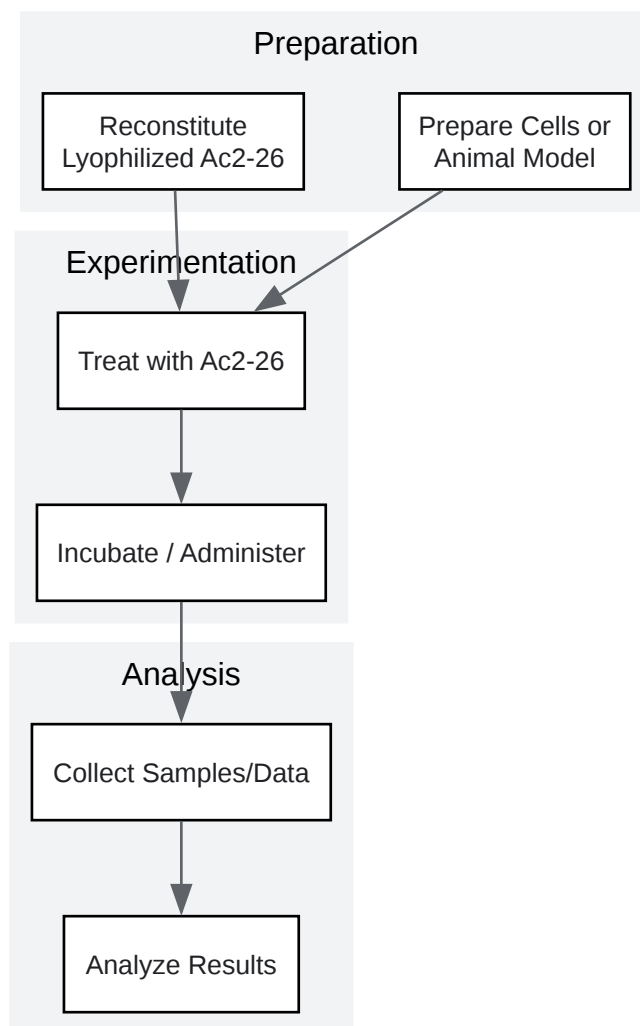 Preparation
Reconstitute
Lyophilized Ac2-26
Prepare Cells or
Animal Model
Experimentation
Treat with Ac2-26
Incubate / Administer
Analysis
Collect Samples/Data
Analyze Results